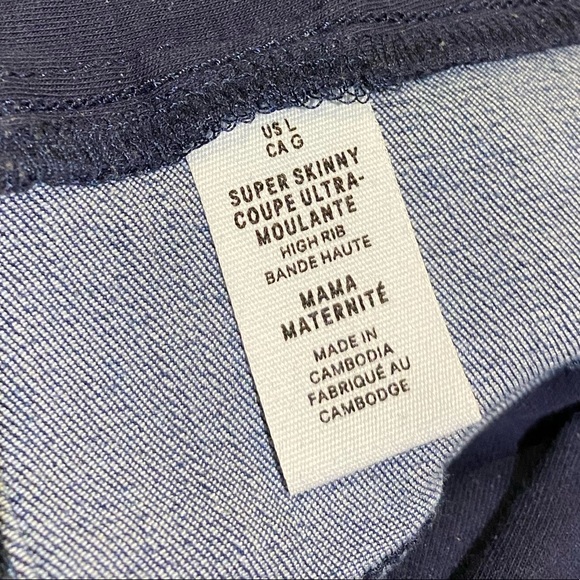 US L
CA G
SUPER SKINNY
COUPE ULTRA-
MOULANTE
HIGH RIB
BANDE HAUTE
MAMA
MATERNITÉ
MADE IN
CAMBODIA
FABRIQUÉ AU
CAMBODGE